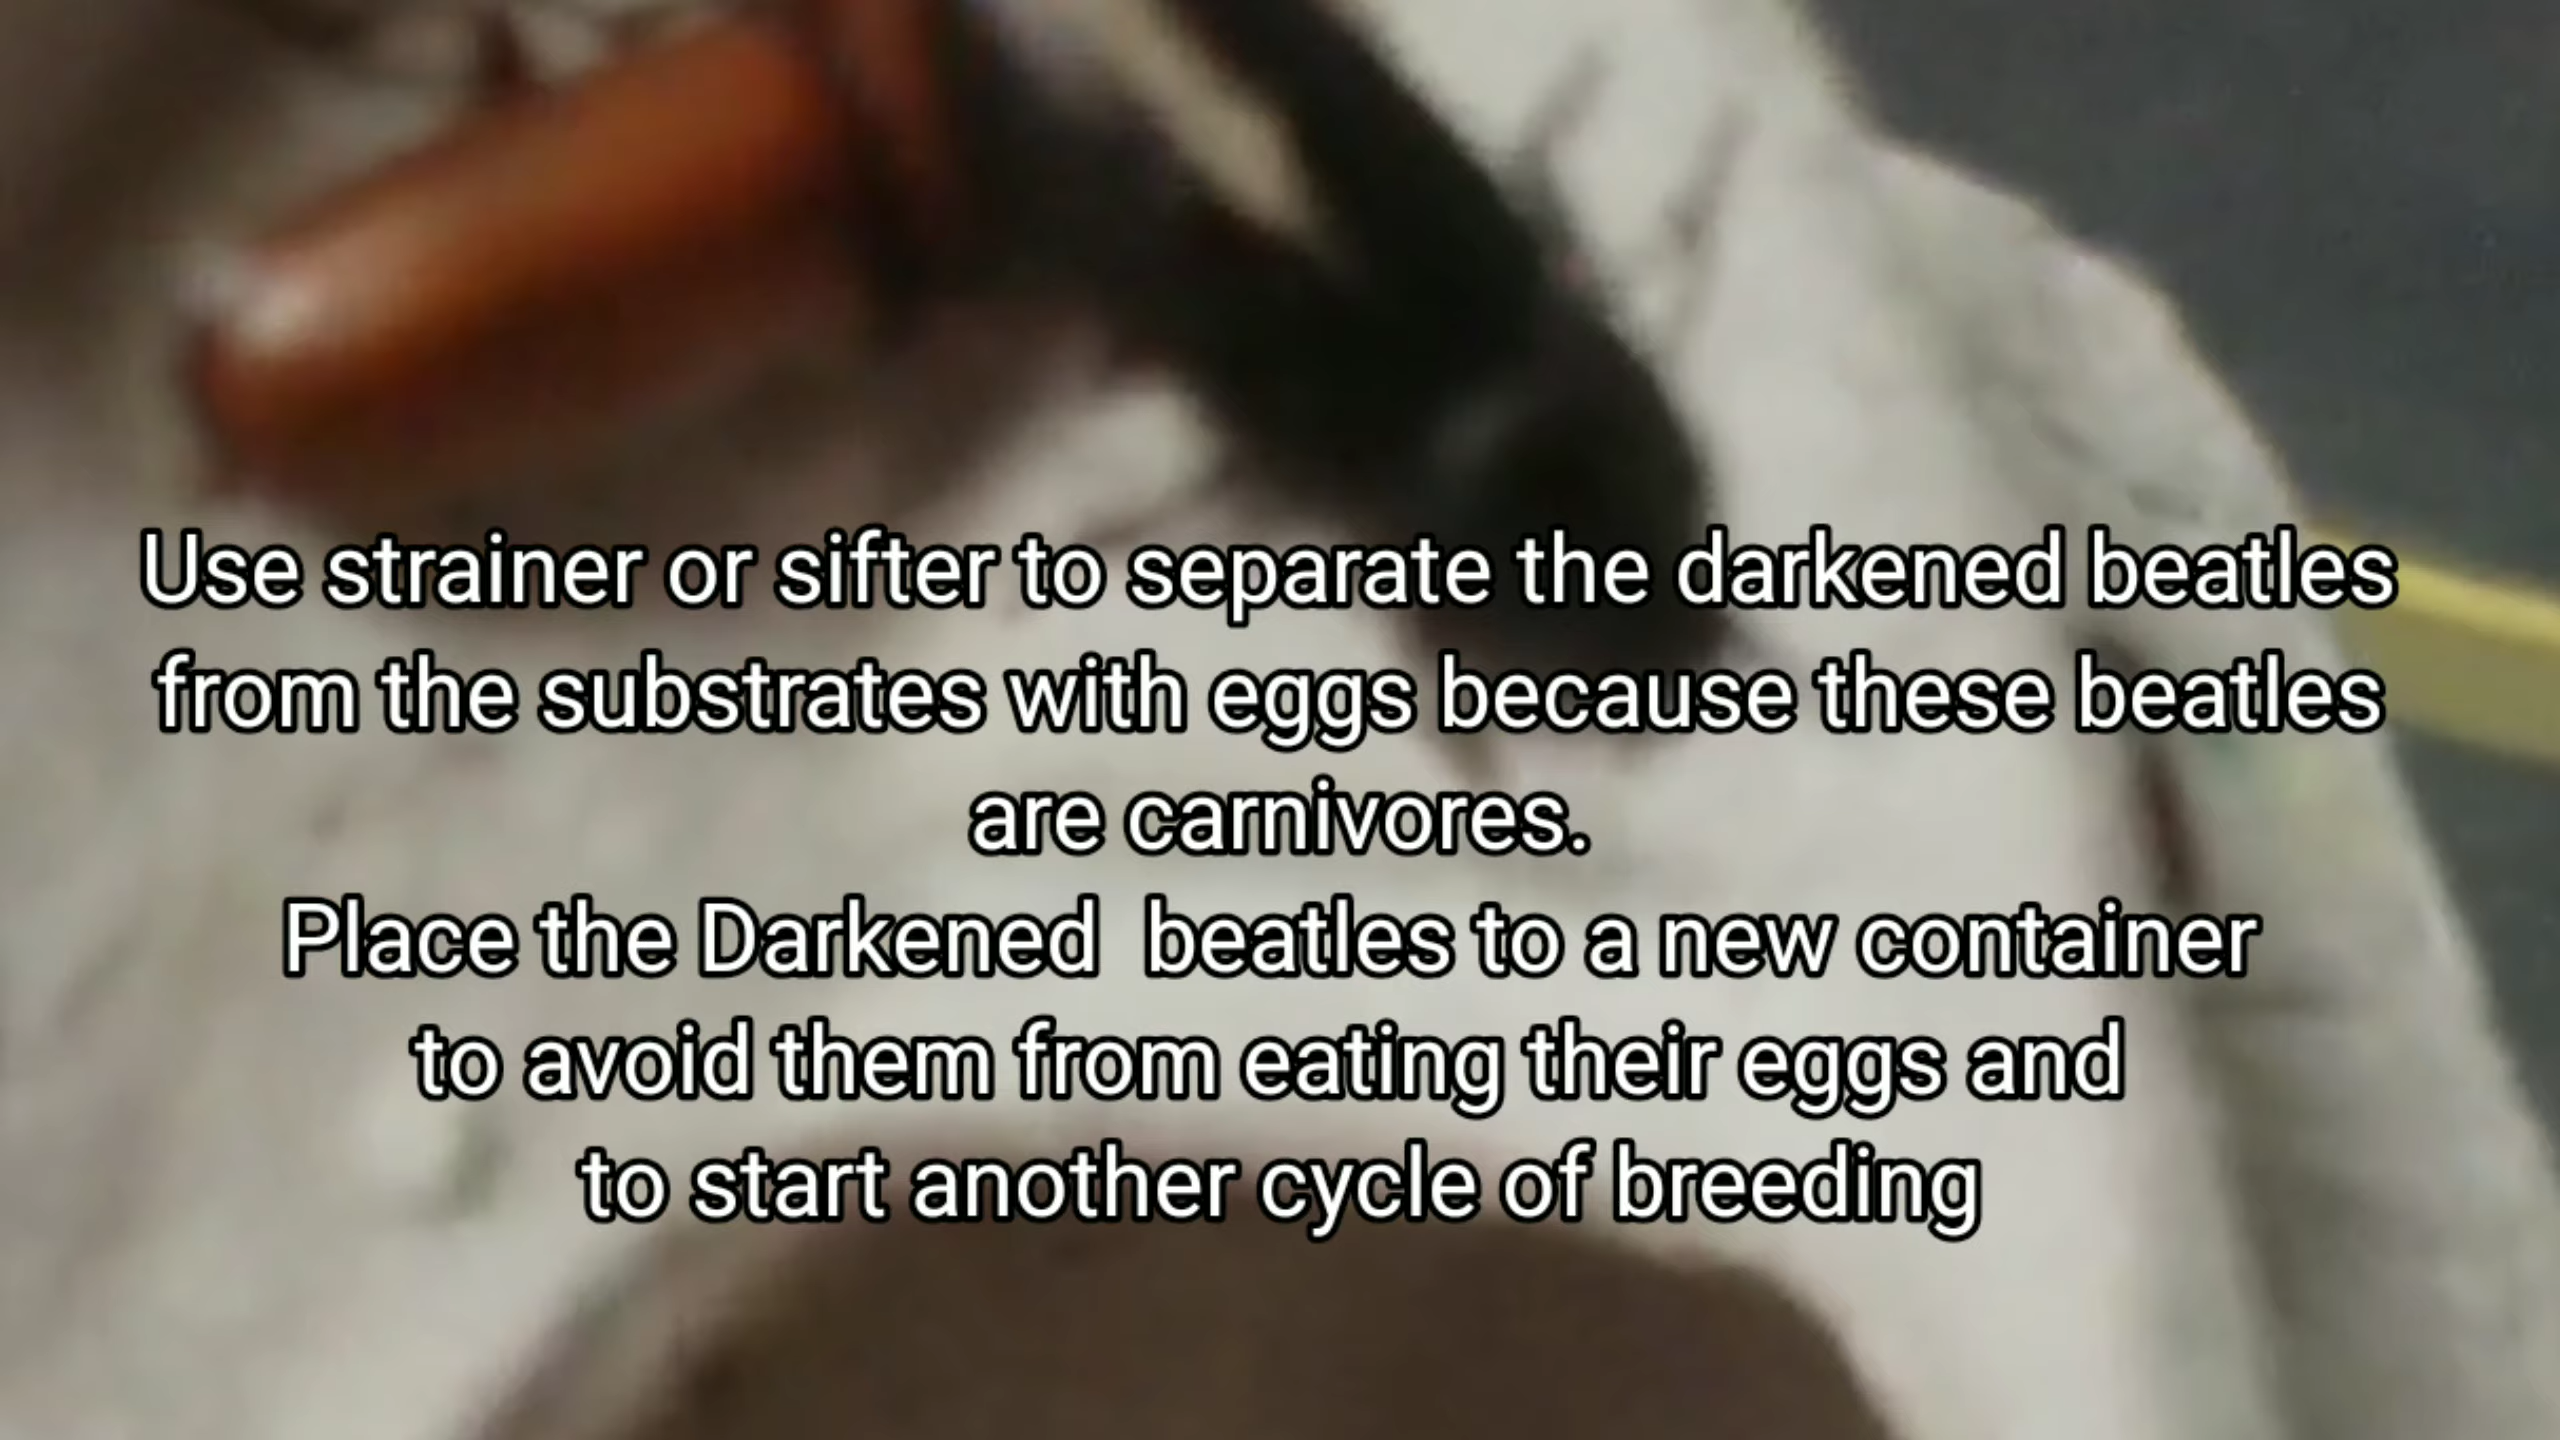 Use strainer or sifter to separate the darkened beatles
from the substrates with eggs because these beatles
are carnivores.
Place the Darkened  beatles to a new container
to avoid them from eating their eggs and
to start another cycle of breeding